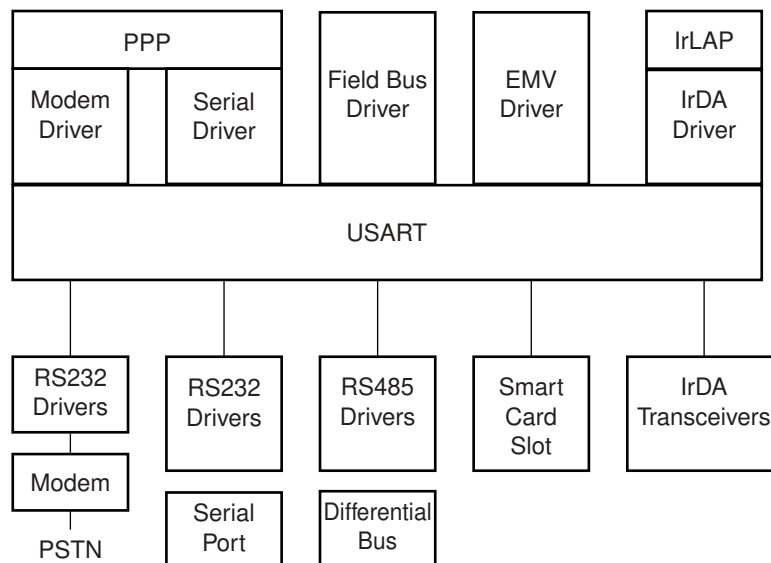 PPP
IrLAP
Modem
Driver
Serial
Driver
Field Bus
Driver
EMV
Driver
IrDA
Driver
USART
RS232
Drivers
RS232
Drivers
RS485
Drivers
Smart
Card
Slot
IrDA
Transceivers
Modem
Serial
Port
Differential
Bus
PSTN